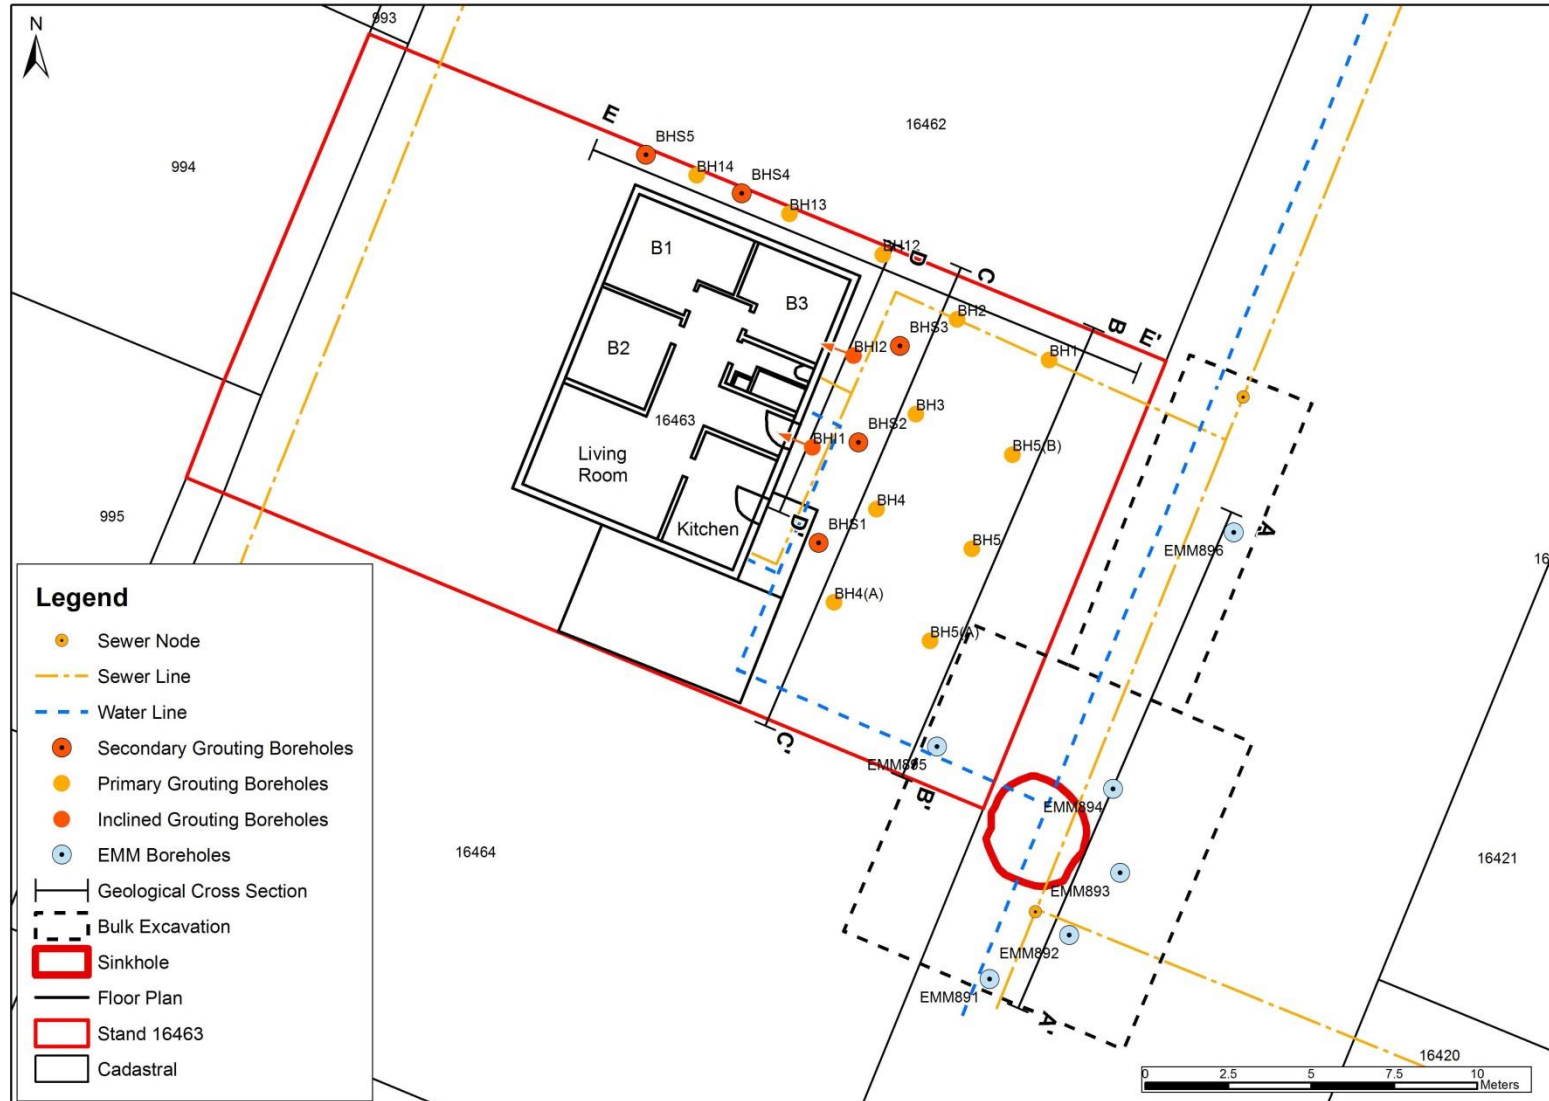 993
N
E
16462
BHS5
994
BH14
BHS4
BH13
B1
BH12
D
C
B3
BH2
B
E'
BHS3
B2
BHI2
BH1
16463
BH3
BHI1
BHS2
BH5(B)
Living
Room
BH4
995
Kitchen
D'
BHS1
A
EMM896
BH5
16
BH4(A)
BH5(A)
C'
EMM895
B'
EMM894
16464
16421
EMM893
EMM892
EMM891
A'
16420
Legend
Sewer Node
Sewer Line
Water Line
Secondary Grouting Boreholes
Primary Grouting Boreholes
Inclined Grouting Boreholes
EMM Boreholes
Geological Cross Section
Bulk Excavation
Sinkhole
Floor Plan
Stand 16463
Cadastral
0 2.5 5 7.5 10
Meters